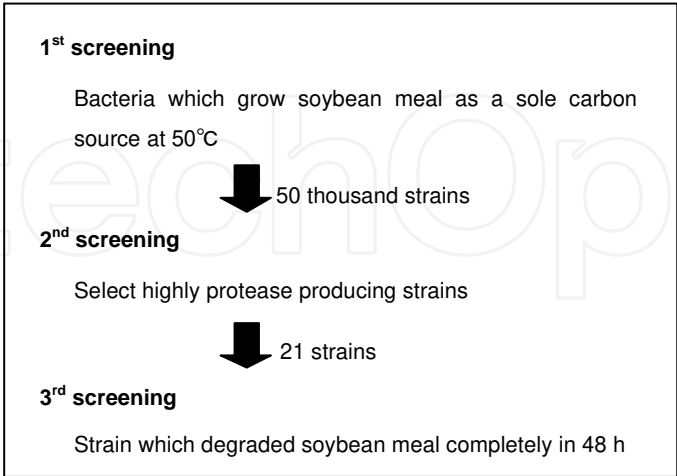 1st screening
Bacteria which grow soybean meal as a sole carbon
source at 50℃
50 thousand strains
2nd screening
Select highly protease producing strains
21 strains
3rd screening
Strain which degraded soybean meal completely in 48 h
techOp